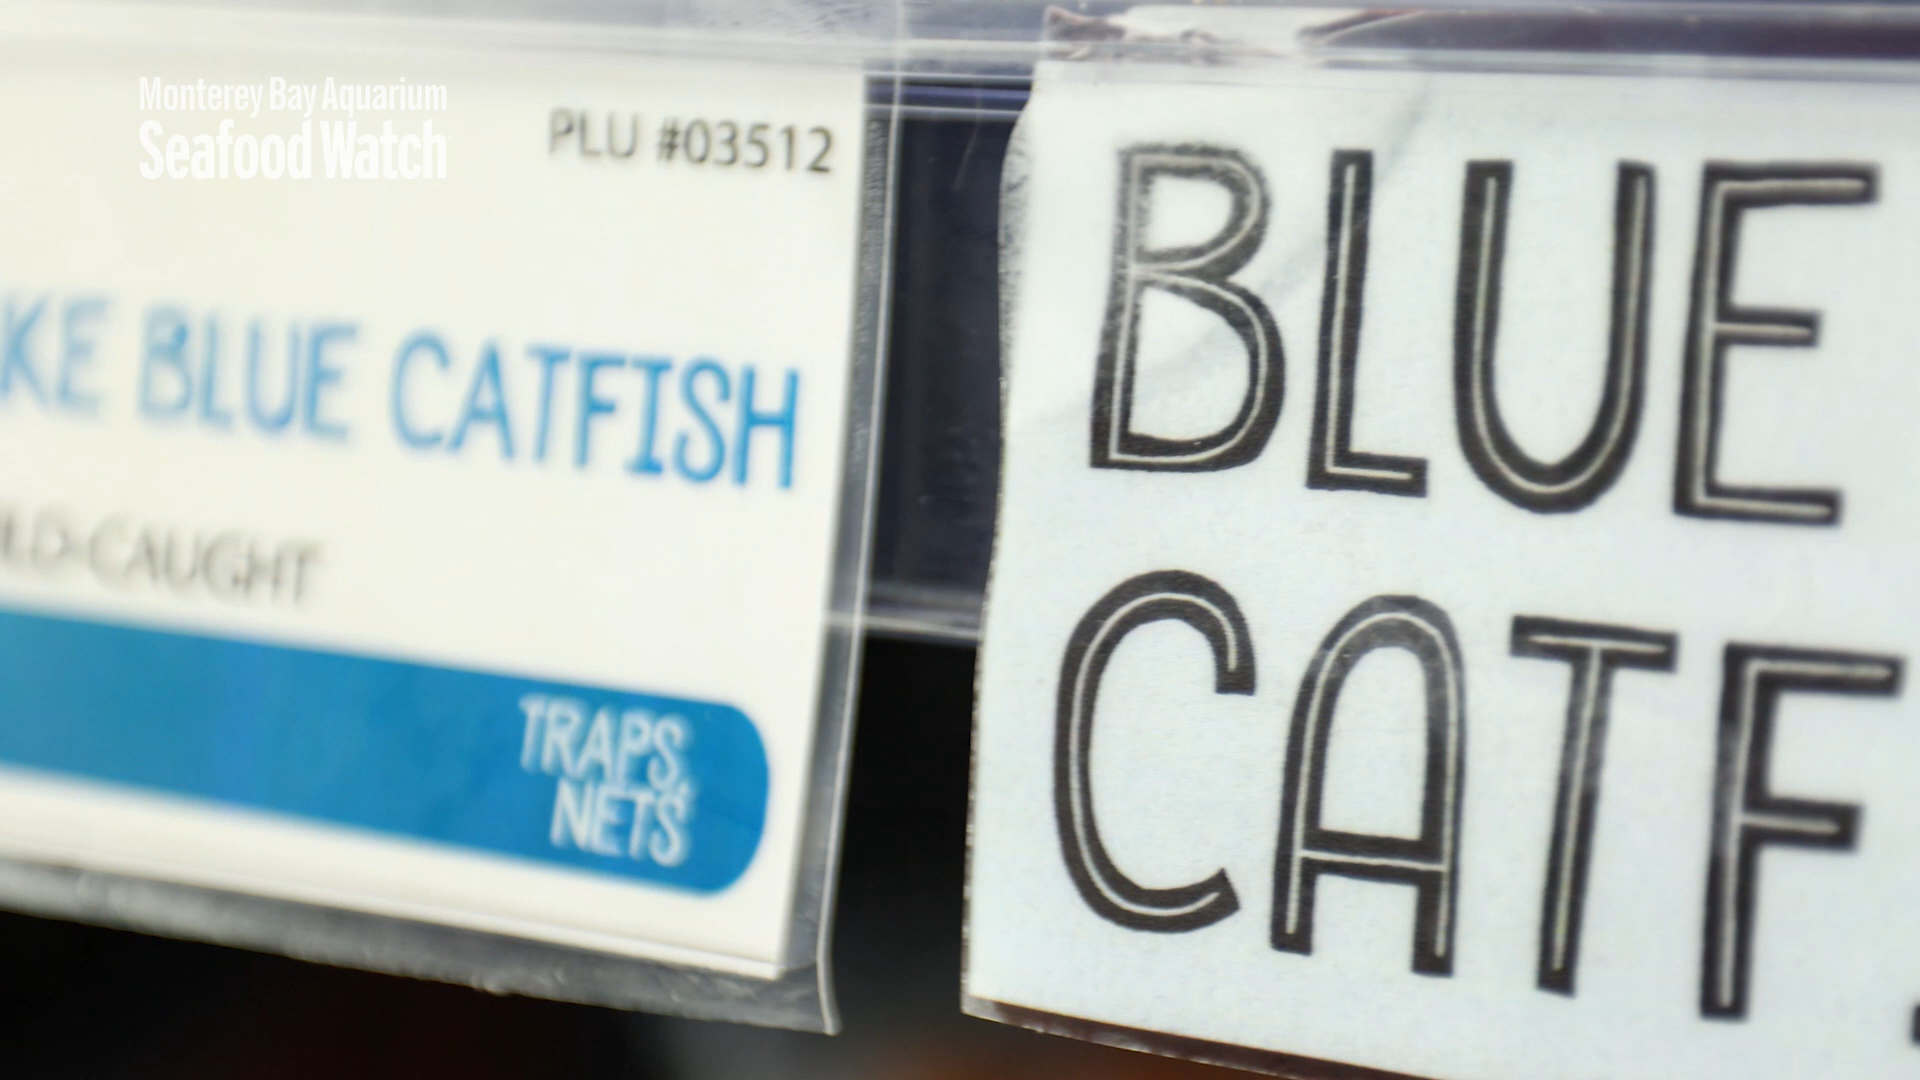 Monterey Bay Aquarium
Seafood Watch
PLU #03512
KE BLUE CATFISH
LD-CAUGHT
TRAPS,
NETS
BLUE
CATF